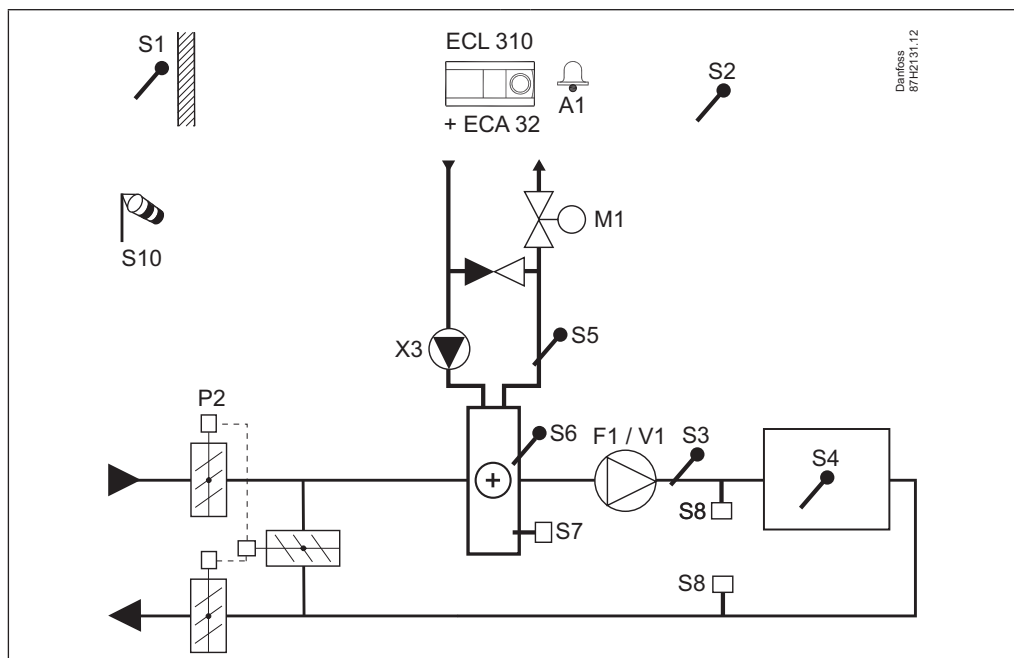 S1
ECL 310
A1
+ ECA 32
S2
Danfoss
87H2131.12
S10
M1
X3
S5
P2
S6
F1 / V1
S3
S4
+
S8
S7
S8